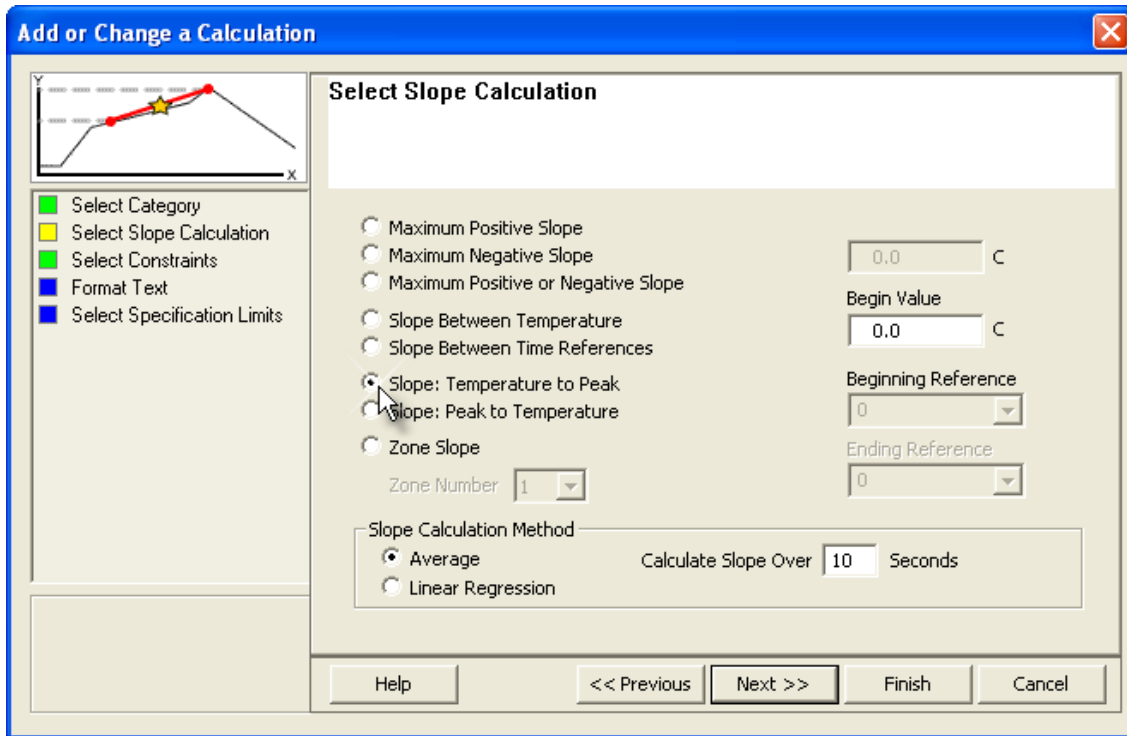 Add or Change a Calculation
Y
X
Select Category
Select Slope Calculation
Select Constraints
Format Text
Select Specification Limits
Select Slope Calculation
Maximum Positive Slope
Maximum Negative Slope
Maximum Positive or Negative Slope
Slope Between Temperature
Slope Between Time References
Slope: Temperature to Peak
Slope: Peak to Temperature
Zone Slope
Zone Number 1
0.0 C
Begin Value
0.0 C
Beginning Reference
0
Ending Reference
0
Slope Calculation Method
Average
Linear Regression
Calculate Slope Over 10 Seconds
Help
<< Previous
Next >>
Finish
Cancel